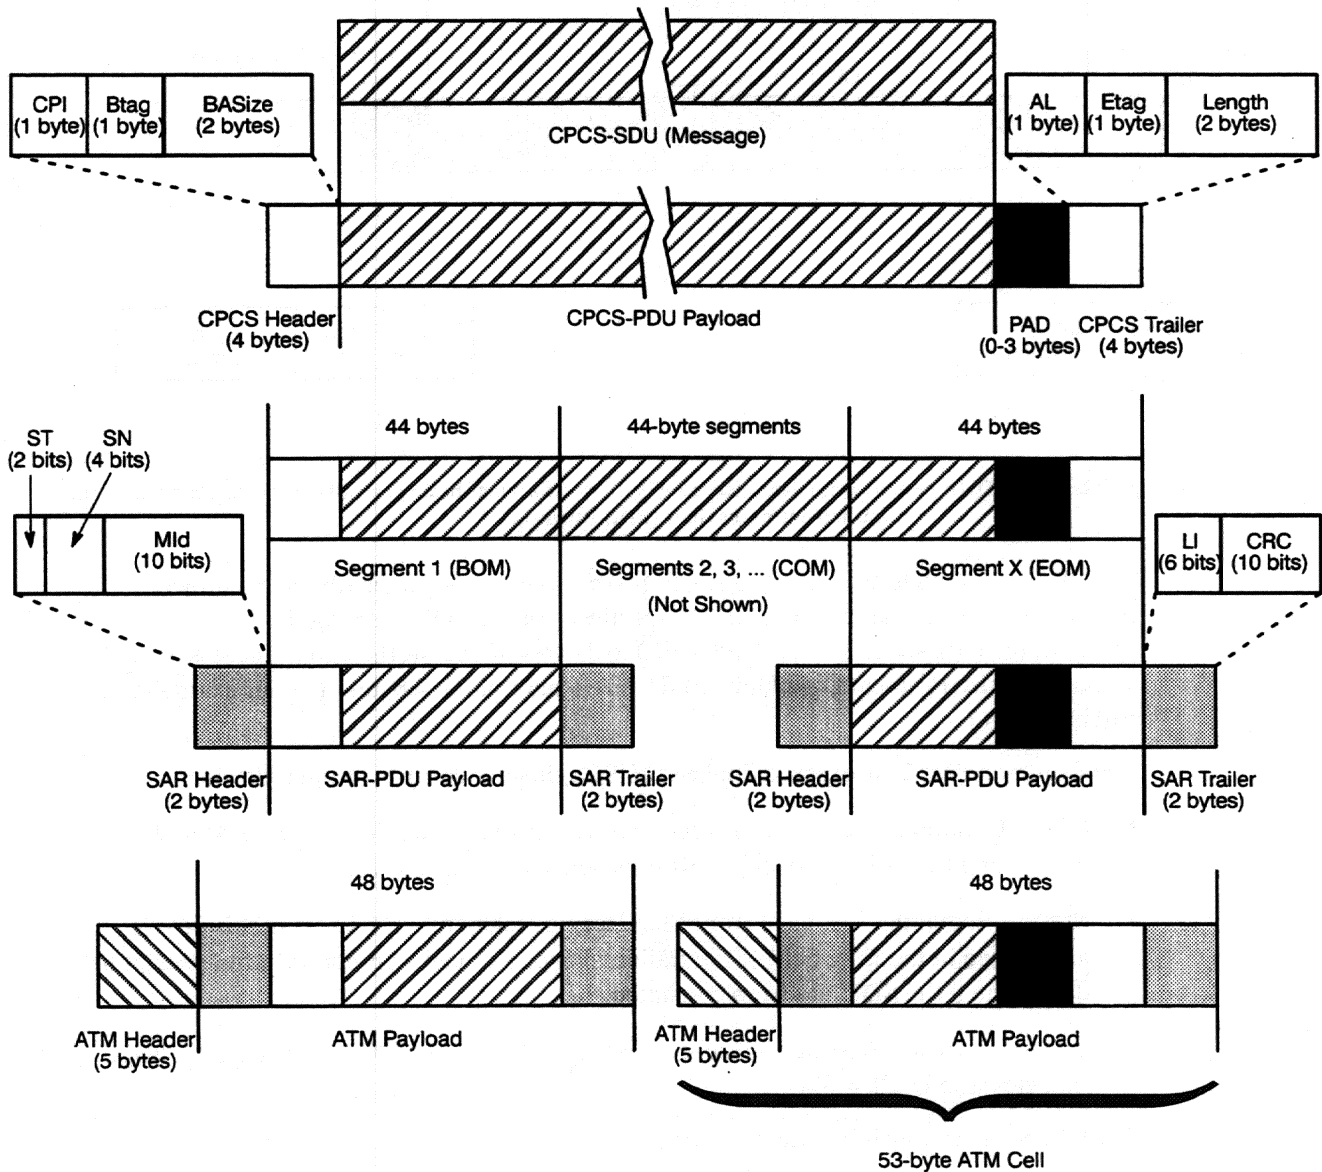 CPI
(1 byte)
Btag
(1 byte)
BASize
(2 bytes)
AL
(1 byte)
Etag
(1 byte)
Length
(2 bytes)
CPCS-SDU (Message)
CPCS Header
(4 bytes)
CPCS-PDU Payload
PAD
(0-3 bytes)
CPCS Trailer
(4 bytes)
ST
(2 bits)
SN
(4 bits)
44 bytes
44-byte segments
44 bytes
MId
(10 bits)
LI
(6 bits)
CRC
(10 bits)
Segment 1 (BOM)
Segments 2, 3, ... (COM)
(Not Shown)
Segment X (EOM)
SAR Header
(2 bytes)
SAR-PDU Payload
SAR Trailer
(2 bytes)
SAR Header
(2 bytes)
SAR-PDU Payload
SAR Trailer
(2 bytes)
48 bytes
48 bytes
ATM Header
(5 bytes)
ATM Payload
ATM Header
(5 bytes)
ATM Payload
53-byte ATM Cell